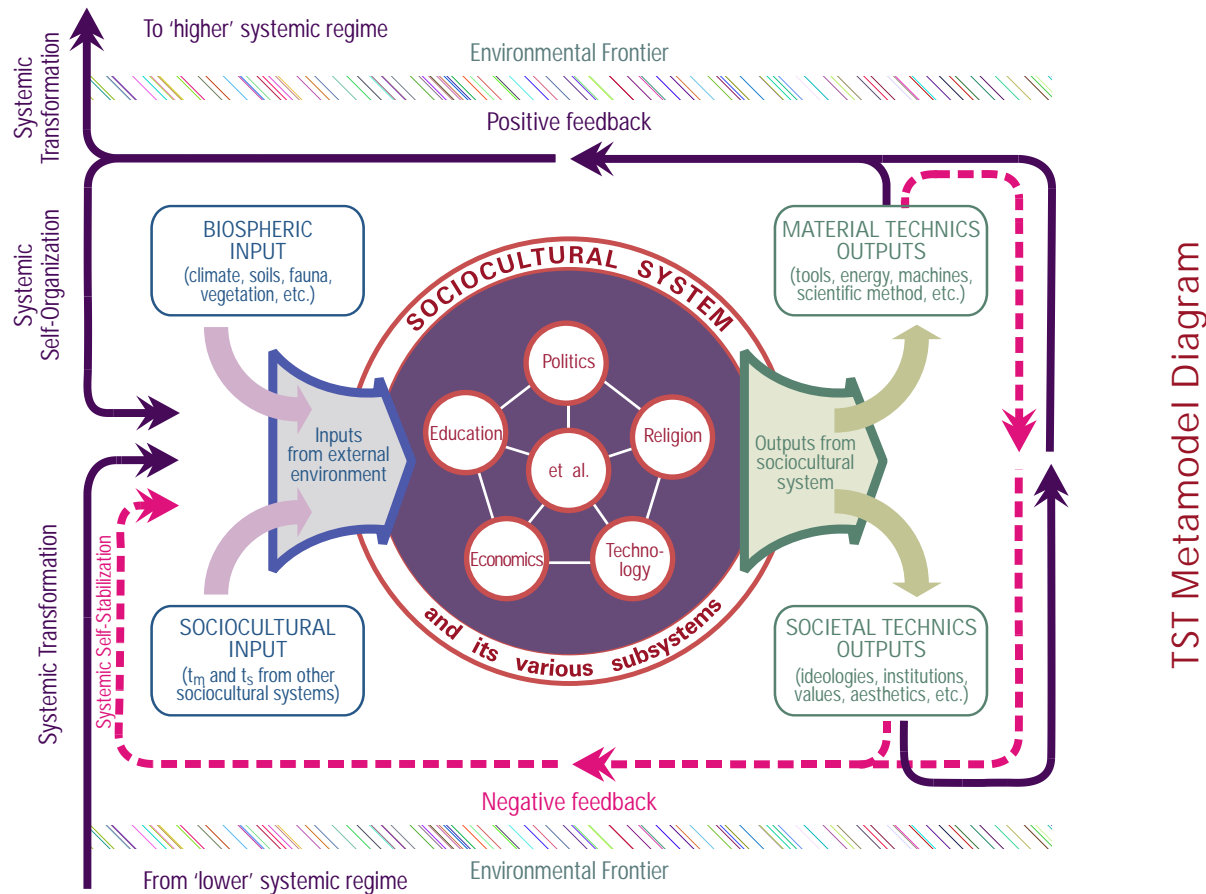 To ‘higher’ systemic regime
Environmental Frontier
Systemic
Transformation
Positive feedback
Systemic
Self-Organization
BIOSPHERIC
INPUT
(climate, soils, fauna,
vegetation, etc.)
MATERIAL TECHNICS
OUTPUTS
(tools, energy, machines,
scientific method, etc.)
SOCIOCULTURAL SYSTEM
Politics
Education
Religion
et al.
Economics
Techno-
logy
and its various subsystems
Inputs
from external
environment
Outputs from
sociocultural
system
SOCIOCULTURAL
INPUT
(tm and ts from other
sociocultural systems)
SOCIETAL TECHNICS
OUTPUTS
(ideologies, institutions,
values, aesthetics, etc.)
Systemic Transformation
Systemic Self-Stabilization
Negative feedback
Environmental Frontier
From ‘lower’ systemic regime
TST Metamodel Diagram